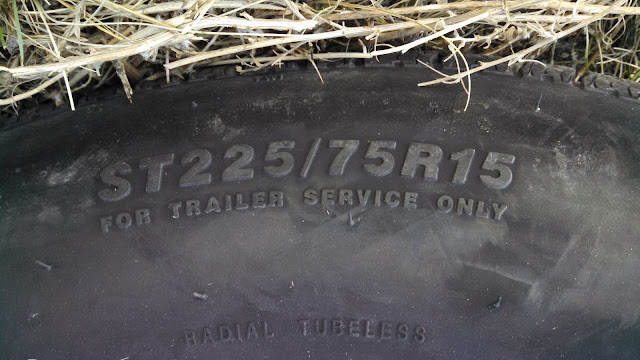 ST225/75R15
FOR TRAILER SERVICE ONLY
RADIAL TUBELESS